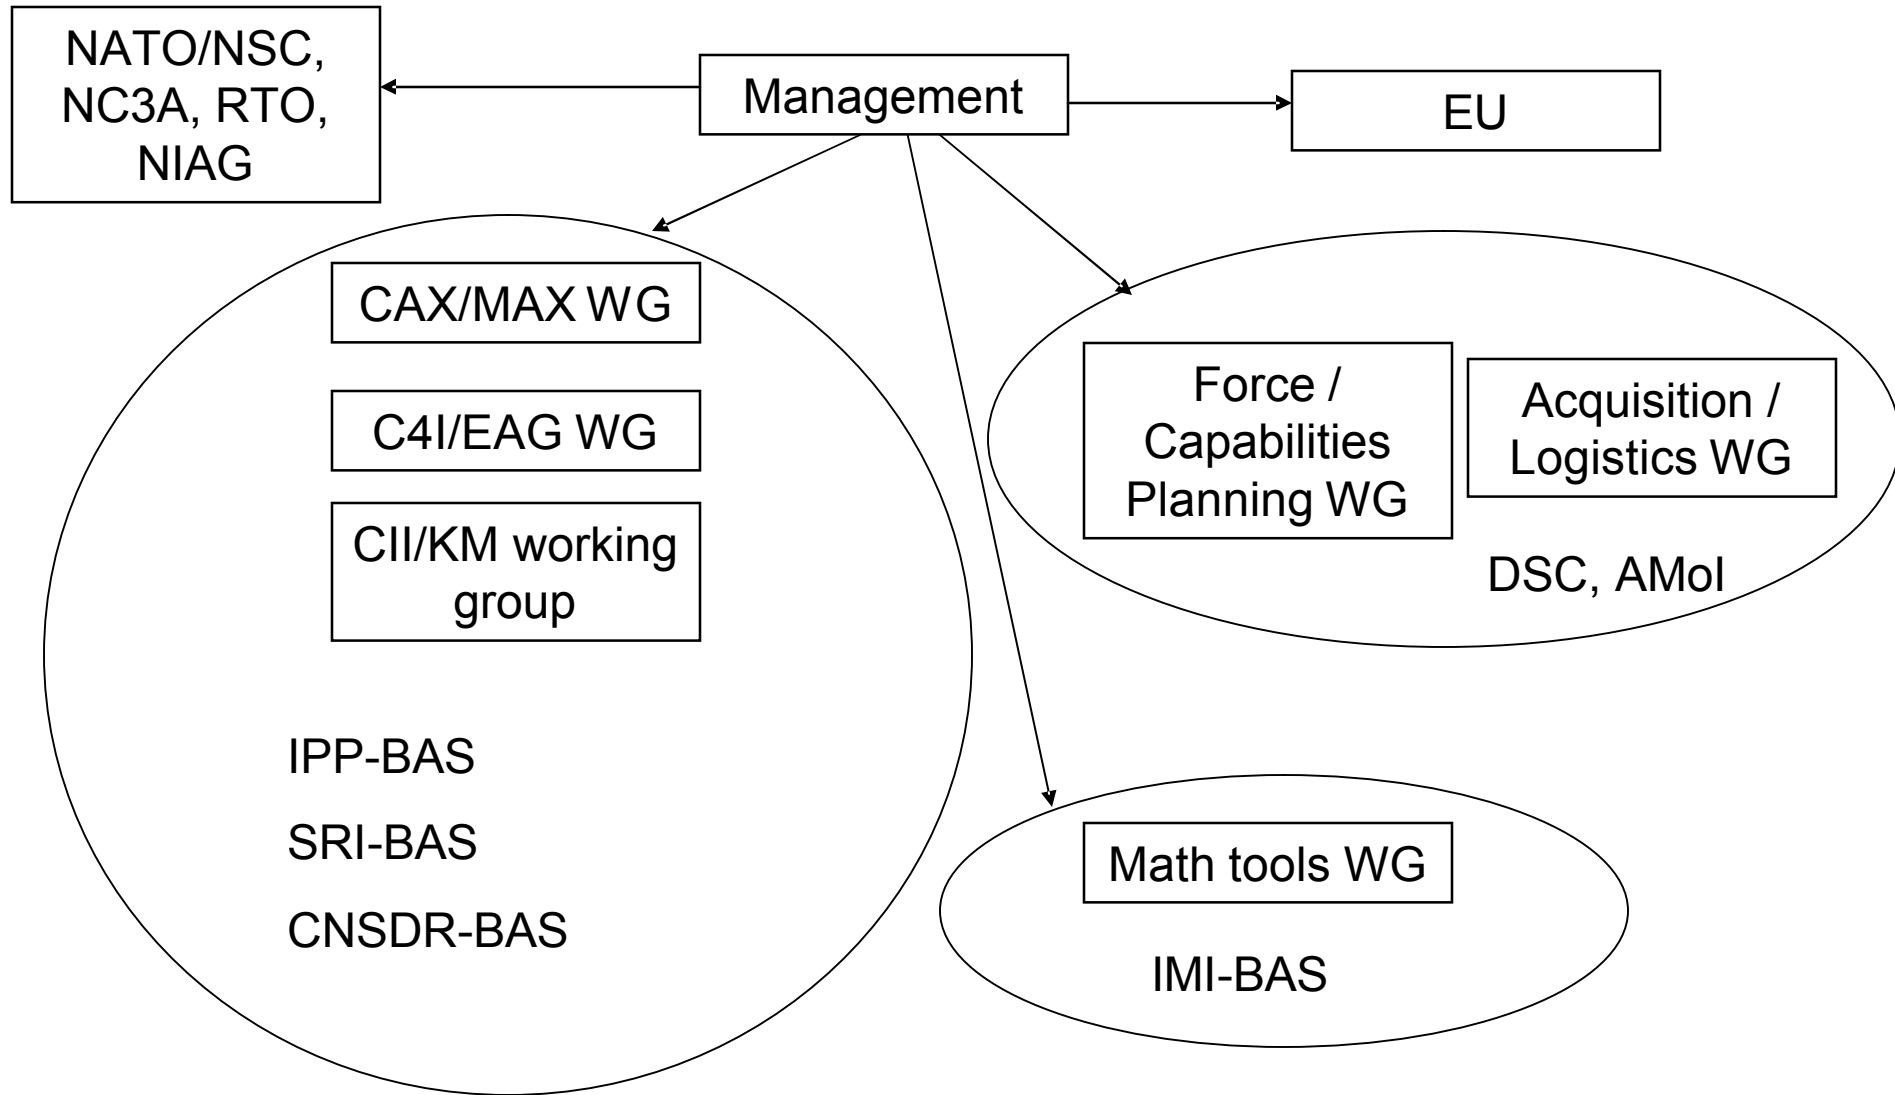 NATO/NSC,
NC3A, RTO,
NIAG
Management
EU
CAX/MAX WG
C4I/EAG WG
CII/KM working
group
IPP-BAS
SRI-BAS
CNSDR-BAS
Force /
Capabilities
Planning WG
Acquisition /
Logistics WG
DSC, AMoI
Math tools WG
IMI-BAS